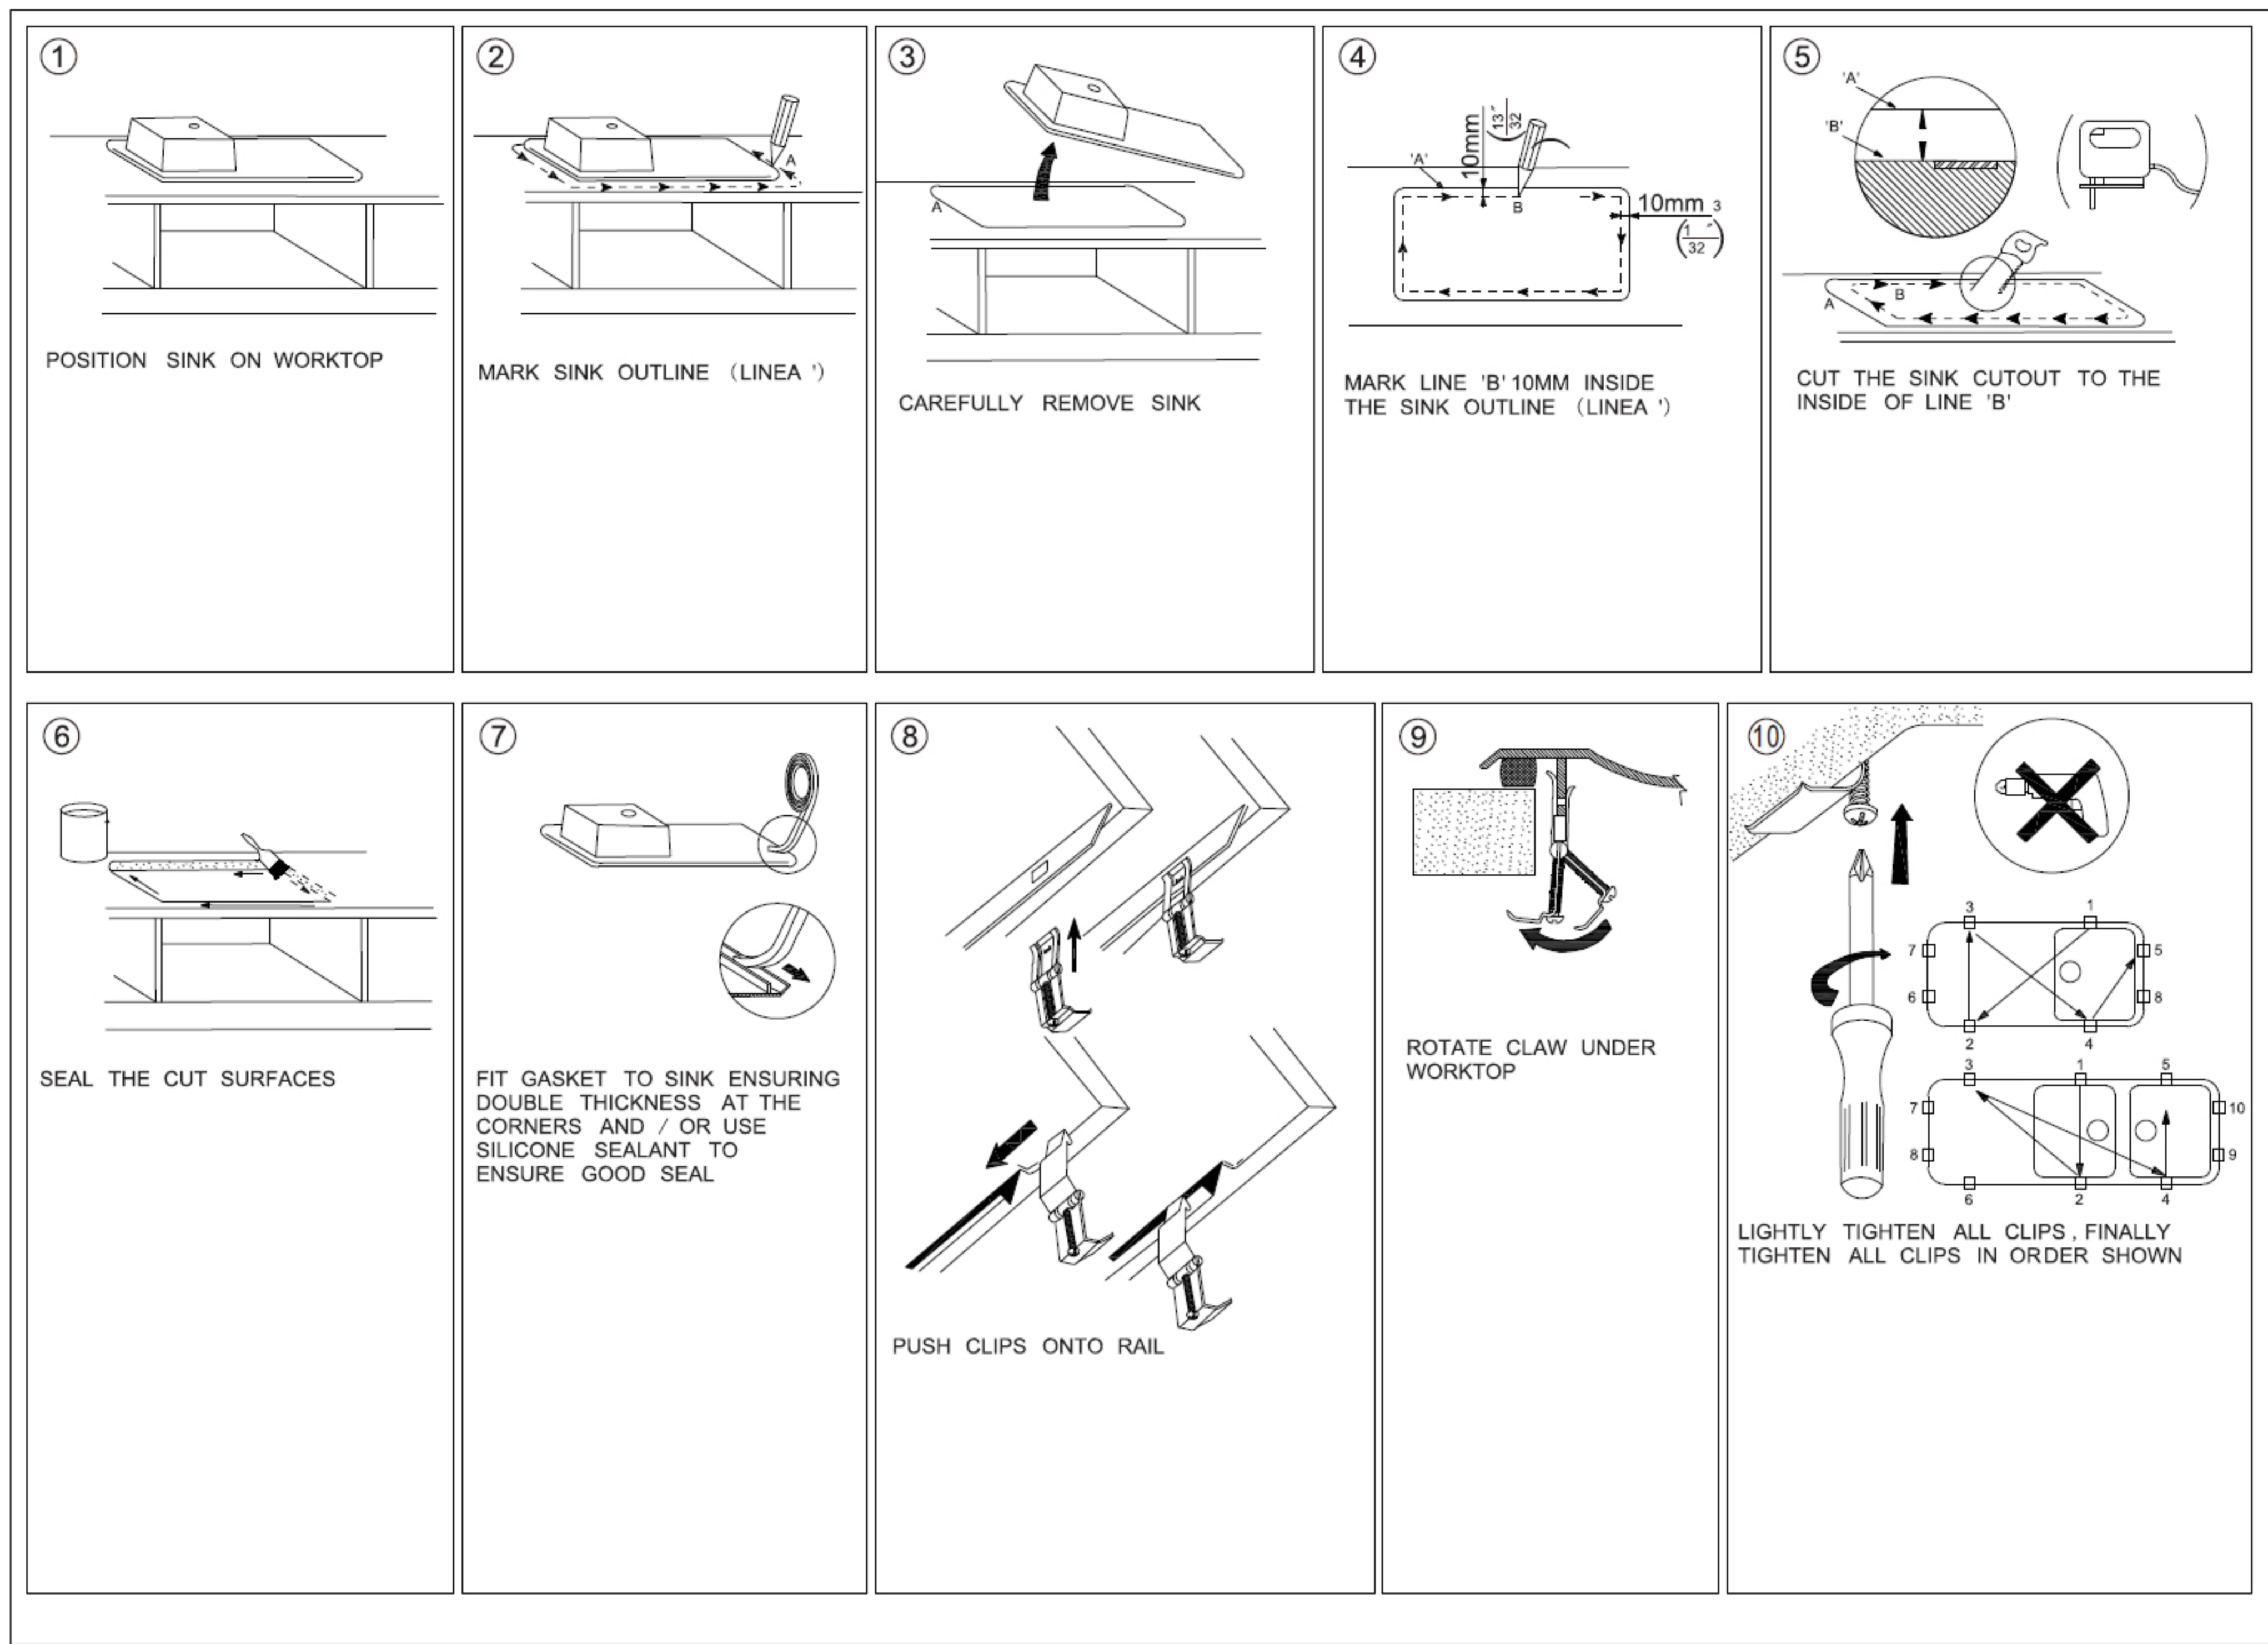 ①
POSITION SINK ON WORKTOP
②
A
MARK SINK OUTLINE (LINEA ')
③
A
CAREFULLY REMOVE SINK
④
10mm
(13″/32)
'A'
B
10mm 3
(1″/32)
MARK LINE 'B' 10MM INSIDE
THE SINK OUTLINE (LINEA ')
⑤
'A'
'B'
A
B
CUT THE SINK CUTOUT TO THE
INSIDE OF LINE 'B'
⑥
SEAL THE CUT SURFACES
⑦
FIT GASKET TO SINK ENSURING
DOUBLE THICKNESS AT THE
CORNERS AND / OR USE
SILICONE SEALANT TO
ENSURE GOOD SEAL
⑧
PUSH CLIPS ONTO RAIL
⑨
ROTATE CLAW UNDER
WORKTOP
⑩
3 1
7 5
6 8
2 4
3 1 5
7 10
8 9
6 2 4
LIGHTLY TIGHTEN ALL CLIPS , FINALLY
TIGHTEN ALL CLIPS IN ORDER SHOWN